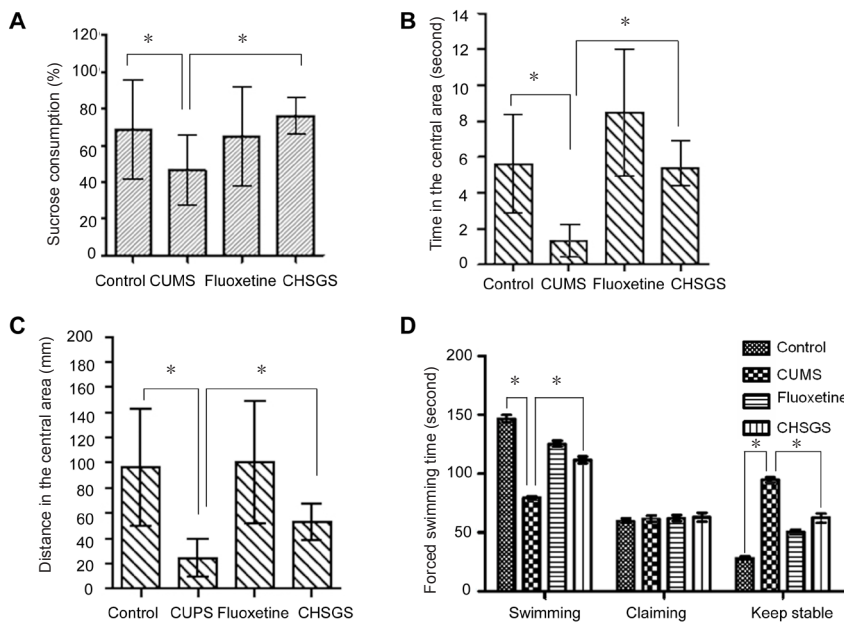 A
Sucrose consumption (%)
120
100
80
60
40
20
0
*
*
Control CUMS Fluoxetine CHSGS
B
Time in the central area (second)
14
12
10
8
6
4
2
0
*
*
Control CUMS Fluoxetine CHSGS
C
Distance in the central area (mm)
200
180
160
140
120
100
80
60
40
20
0
*
*
Control CUPS Fluoxetine CHSGS
D
Forced swimming time (second)
200
150
100
50
0
*
*
*
*
Control
CUMS
Fluoxetine
CHSGS
Swimming Claiming Keep stable